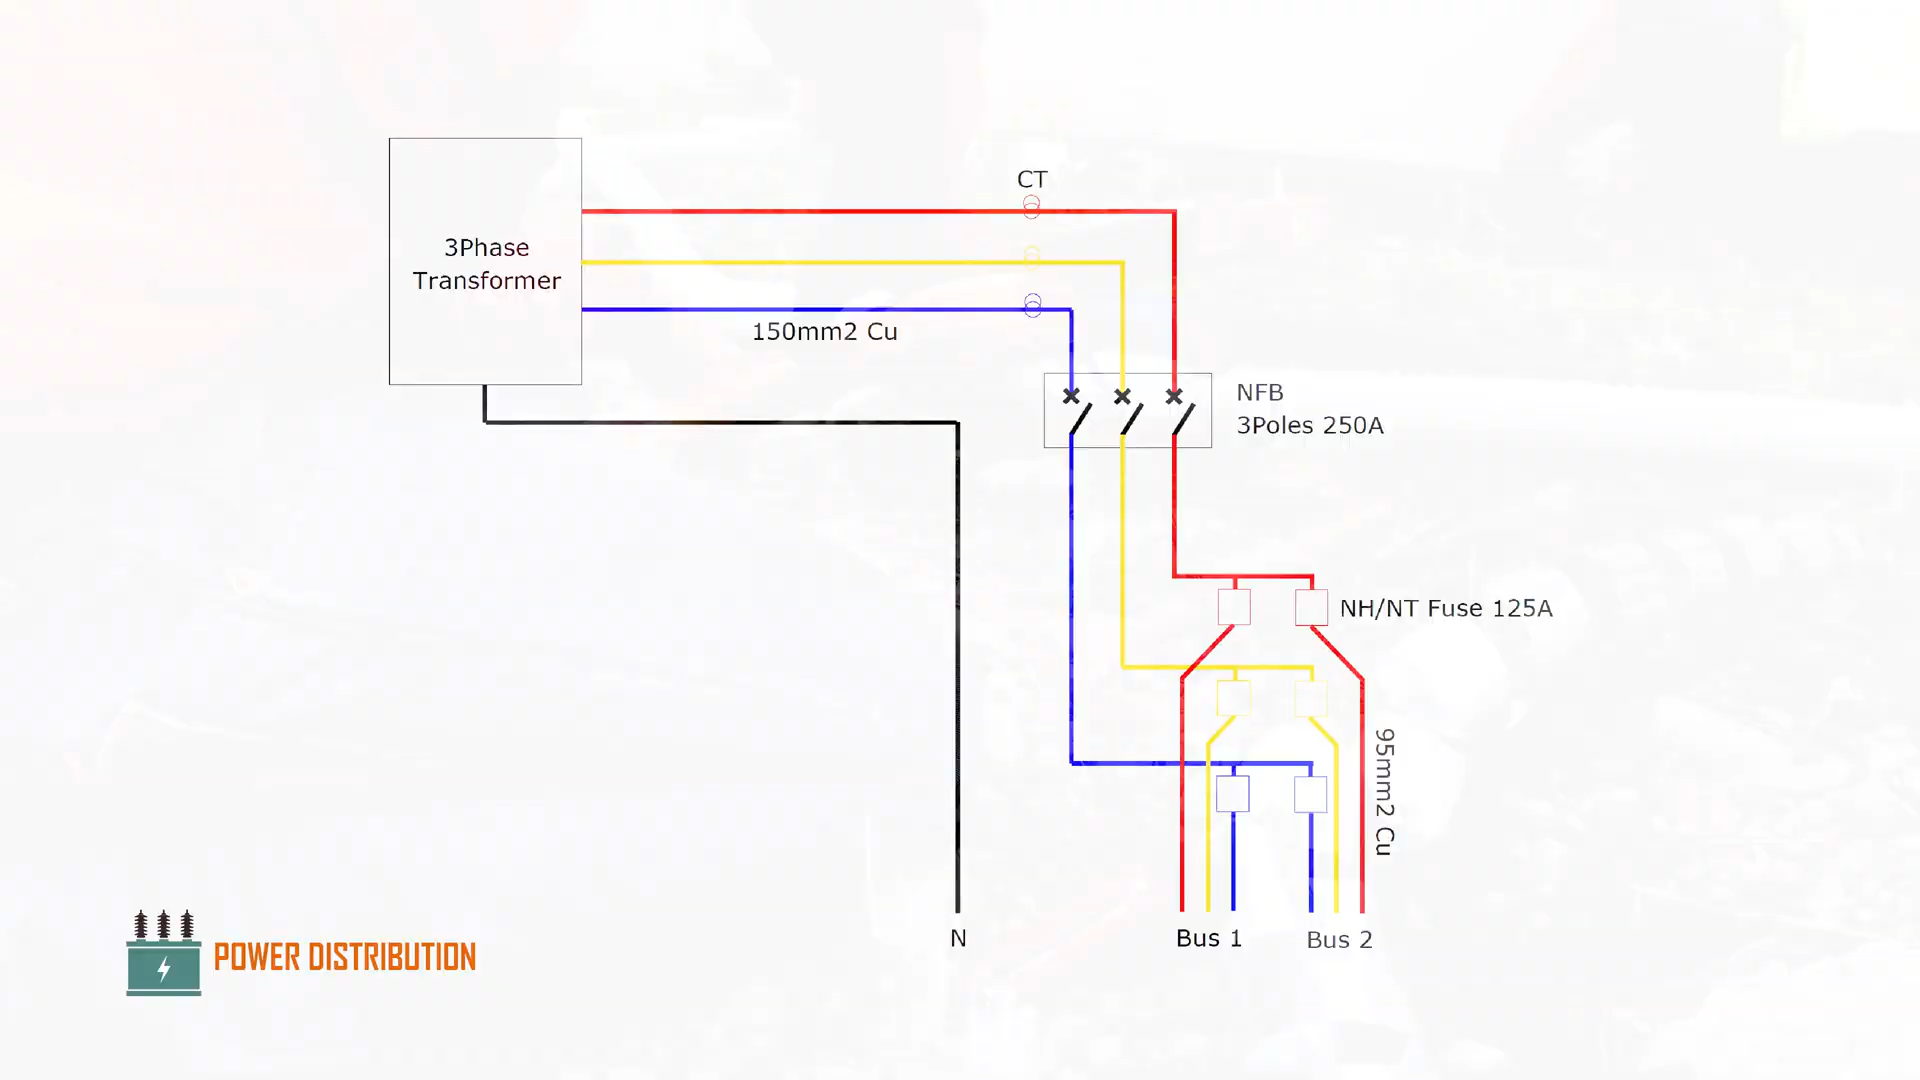 CT
3Phase
Transformer
150mm2 Cu
NFB
3Poles 250A
NH/NT Fuse 125A
95mm2 Cu
N
Bus 1
Bus 2
POWER DISTRIBUTION